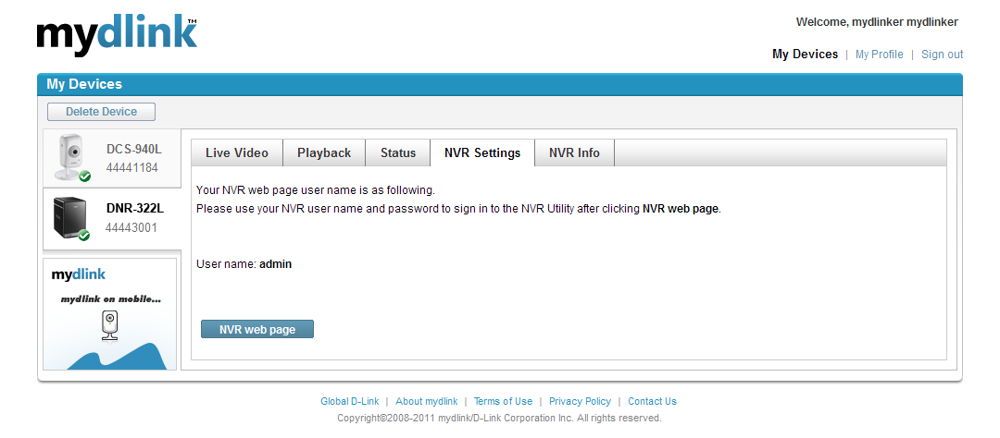 mydlink™
Welcome, mydlinker mydlinker
My Devices | My Profile | Sign out
My Devices
Delete Device
DCS-940L
44441184
DNR-322L
44443001
mydlink
mydlink on mobile...
Live Video Playback Status NVR Settings NVR Info
Your NVR web page user name is as following.
Please use your NVR user name and password to sign in to the NVR Utility after clicking NVR web page.
User name: admin
NVR web page
Global D-Link | About mydlink | Terms of Use | Privacy Policy | Contact Us
Copyright©2008-2011 mydlink/D-Link Corporation Inc. All rights reserved.